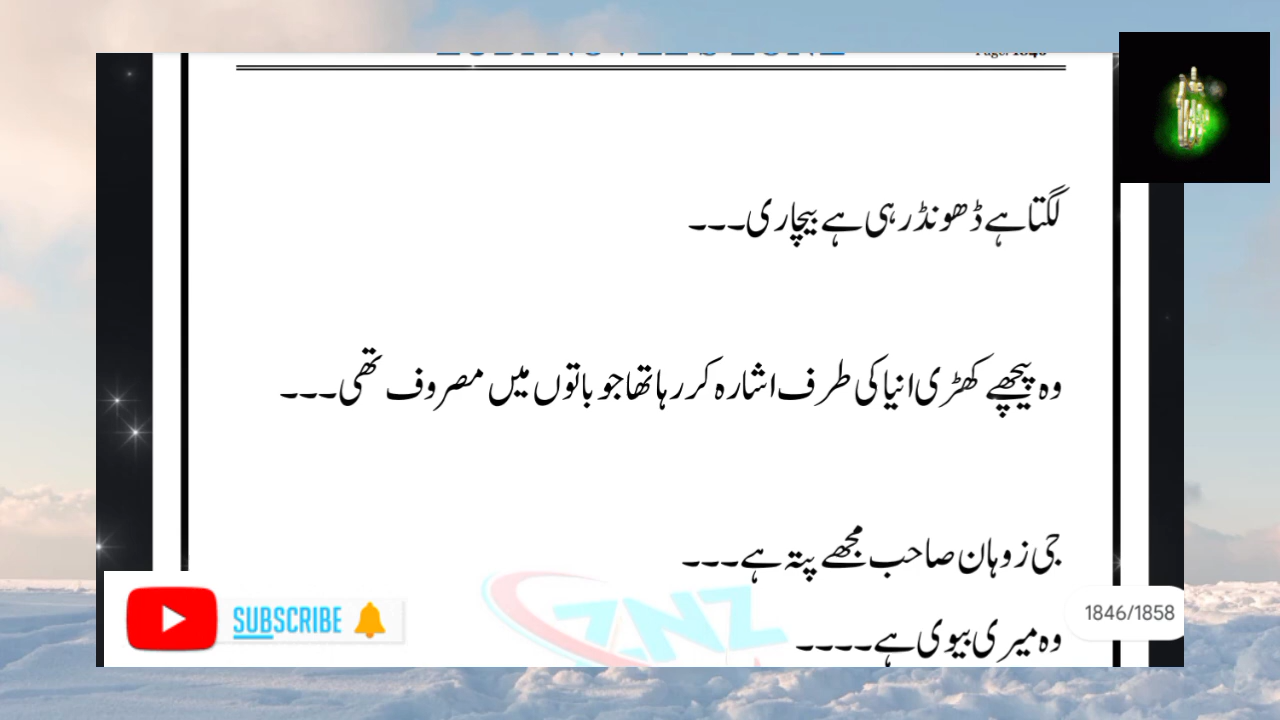 لگتا ہے ڈھونڈ رہی ہے بیچاری۔۔۔
وہ پیچھے کھڑی انیا کی طرف اشارہ کر رہا تھا جو باتوں میں مصروف تھی۔۔۔
جی زوہان صاحب مجھے پتہ ہے۔۔۔
وہ میری بیوی ہے۔۔۔۔
ZNZ
SUBSCRIBE
1846/1858